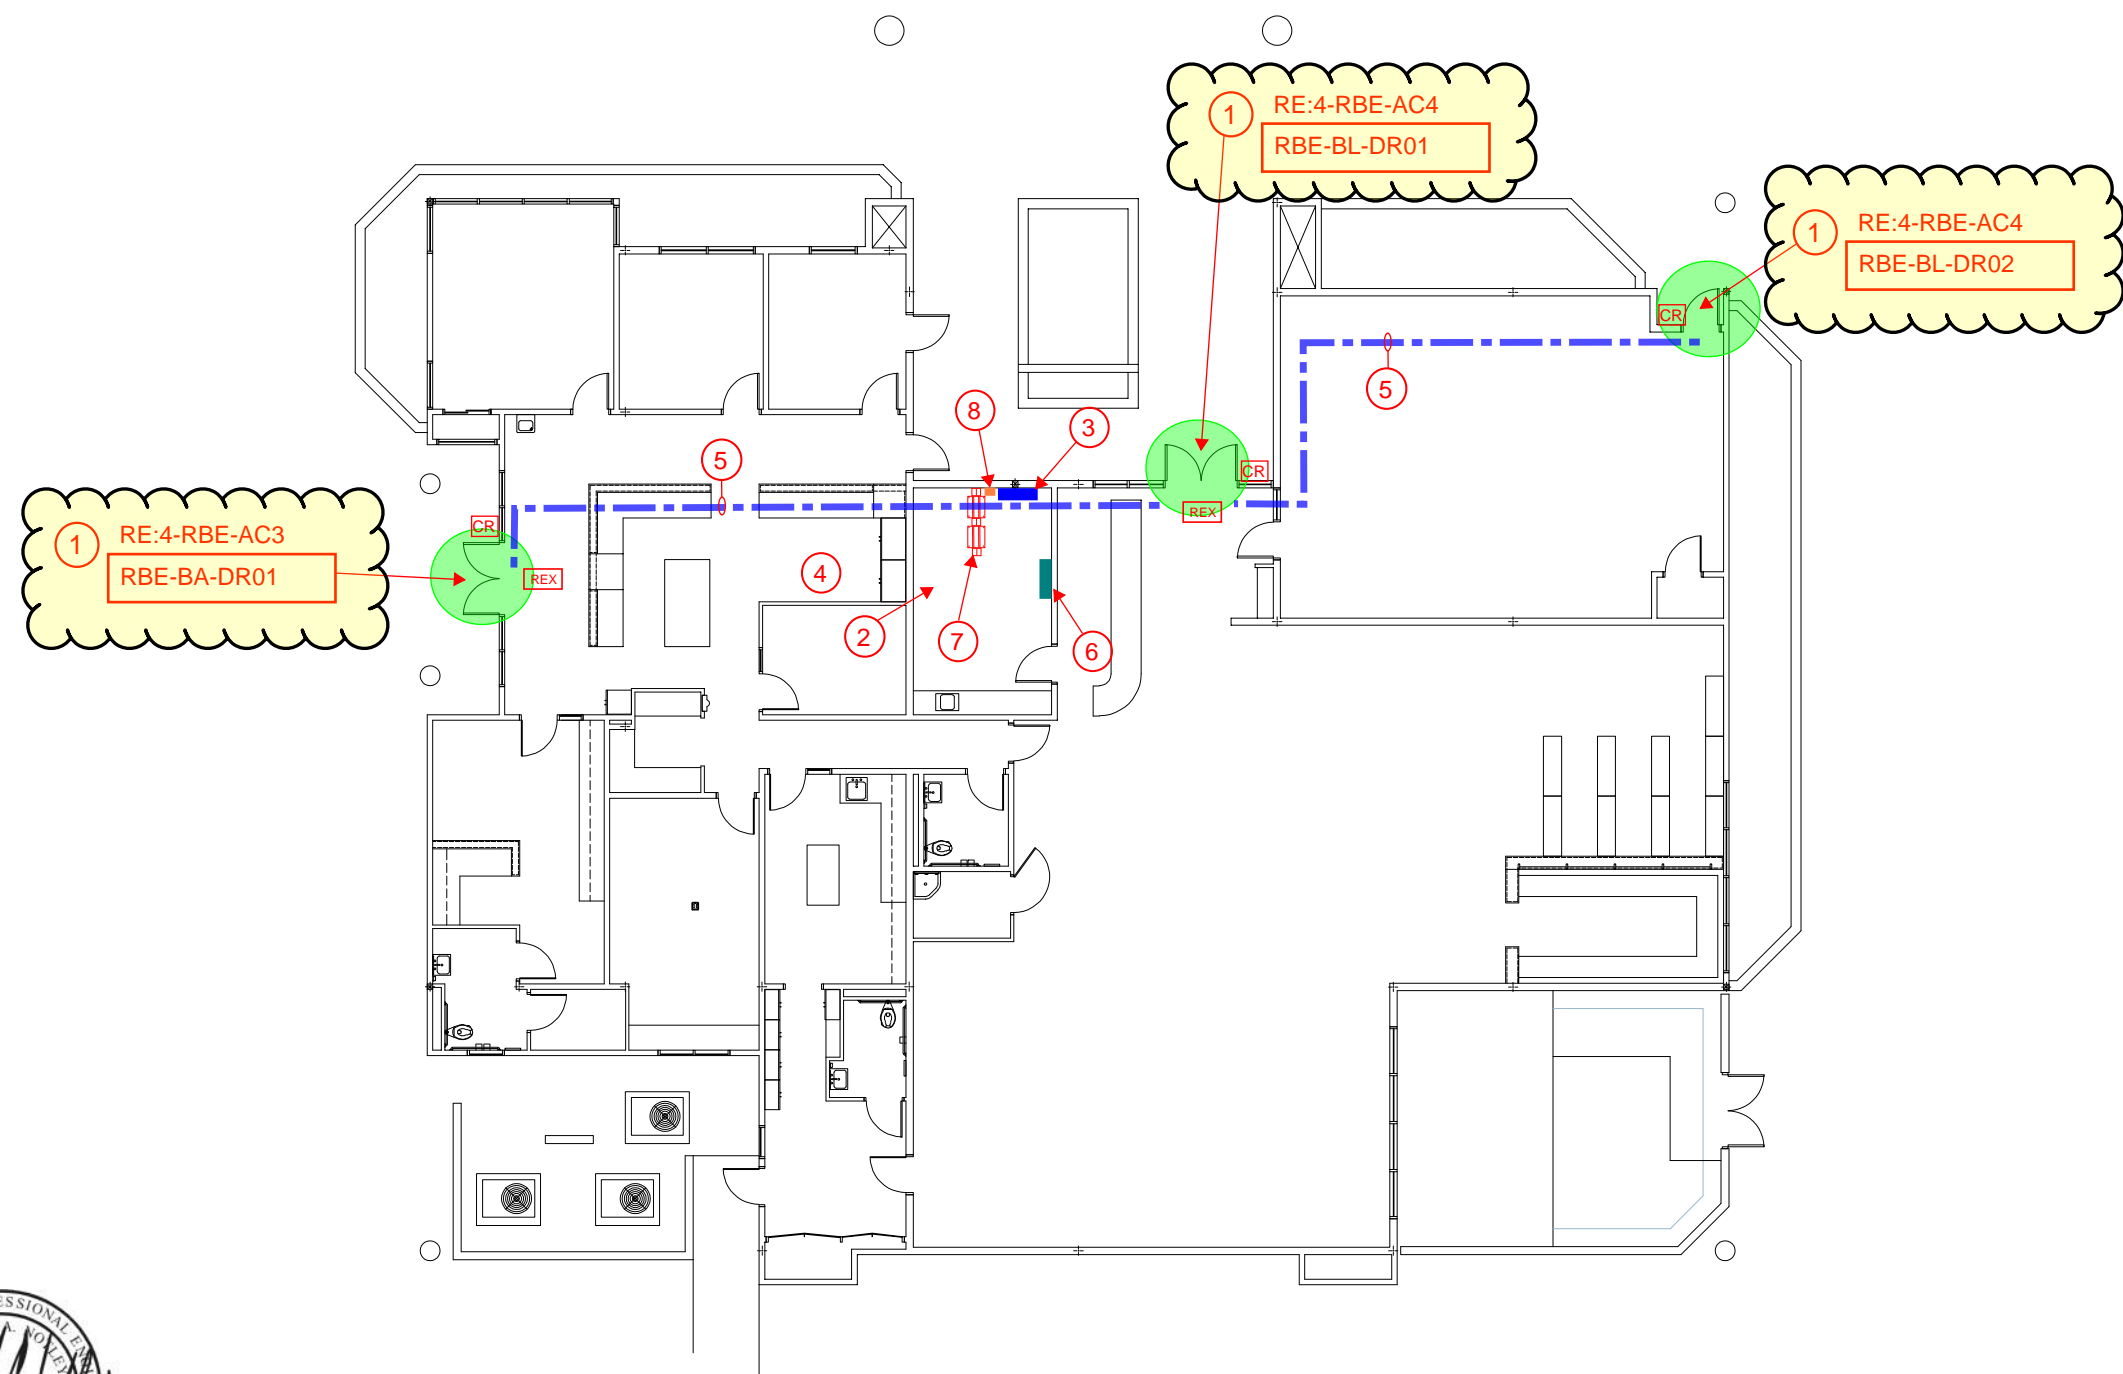 1
RE:4-RBE-AC4
RBE-BL-DR01
1
RE:4-RBE-AC4
RBE-BL-DR02
CR
5
8
3
5
CR
REX
1
RE:4-RBE-AC3
RBE-BA-DR01
CR
REX
4
2
7
6